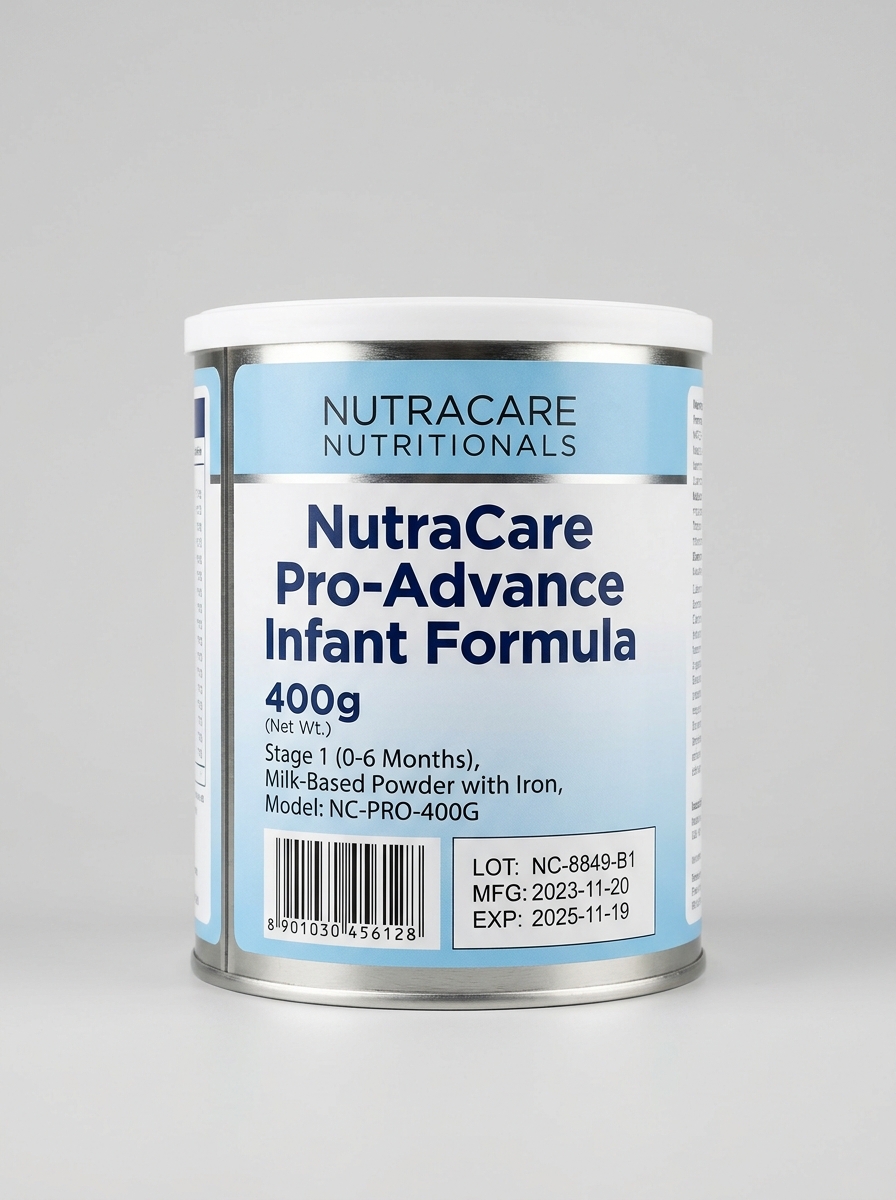 NUTRACARE
NUTRITIONALS
NutraCare
Pro-Advance
Infant Formula
400g
(Net Wt.)
Stage 1 (0-6 Months),
Milk-Based Powder with Iron,
Model: NC-PRO-400G
8 901030 456128
LOT: NC-8849-B1
MFG: 2023-11-20
EXP: 2025-11-19